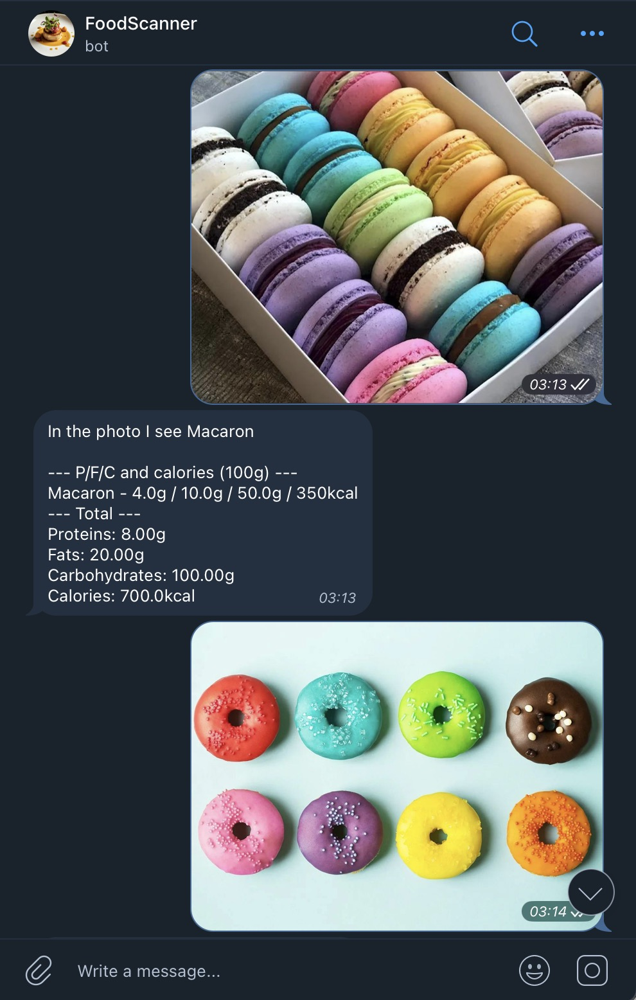 FoodScanner
bot
03:13
In the photo I see Macaron
--- P/F/C and calories (100g) ---
Macaron - 4.0g / 10.0g / 50.0g / 350kcal
--- Total ---
Proteins: 8.00g
Fats: 20.00g
Carbohydrates: 100.00g
Calories: 700.0kcal
03:13
03:14
Write a message...